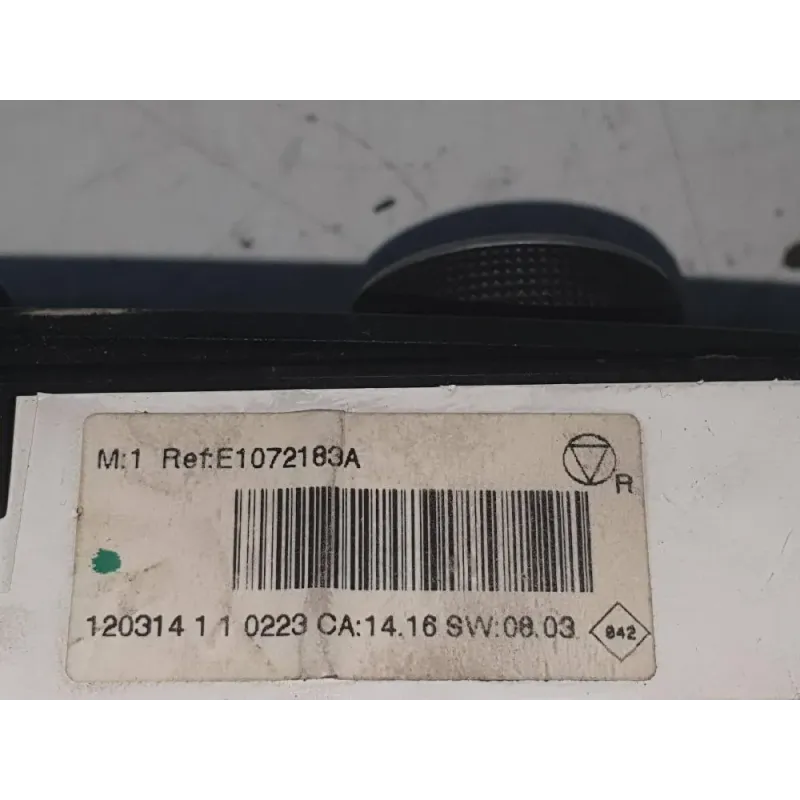 M:1 Ref:E1072183A
R
120314 1 1 0223 CA:14.16 SW:08.03
842